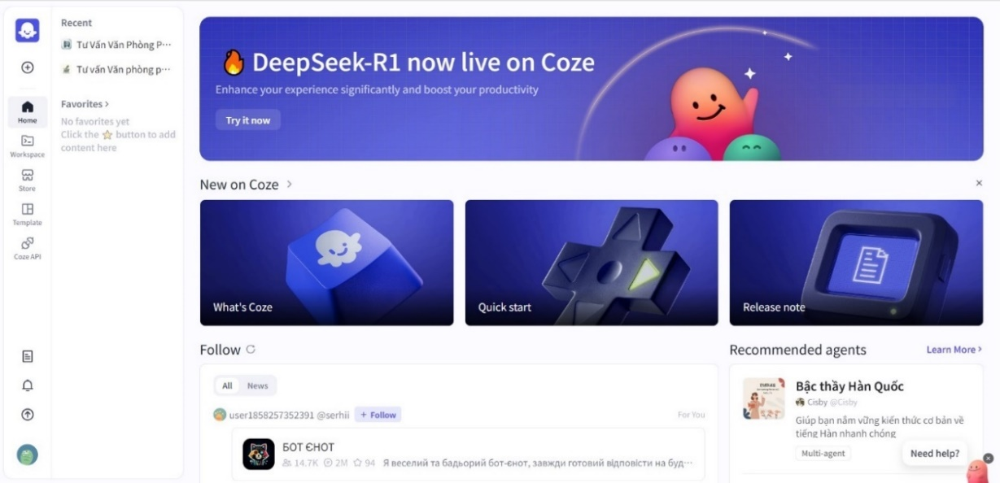 Recent
Tư Vấn Văn Phòng P···
Tư vấn Văn phòng p···
Favorites >
No favorites yet
Click the ⭐ button to add
content here
Home
Workspace
Store
Template
Coze API
🔥 DeepSeek-R1 now live on Coze
Enhance your experience significantly and boost your productivity
Try it now
New on Coze >
What's Coze
Quick start
Release note
Follow
All News
user1858257352391 @serhii + Follow For You
БОТ ЄНОТ
14.7K 2M 94 Я веселий та бадьорий бот-єнот, завжди готовий відповісти на буд···
Recommended agents Learn More >
Bậc thầy Hàn Quốc
Cisby @Cisby
Giúp bạn nắm vững kiến thức cơ bản về
tiếng Hàn nhanh chóng
Multi-agent
Need help?